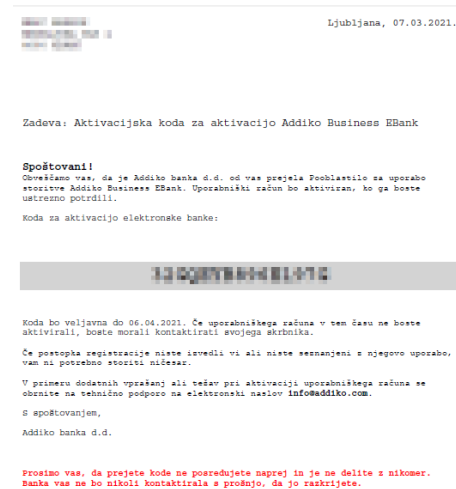 Ljubljana, 07.03.2021.
Zadeva: Aktivacijska koda za aktivacijo Addiko Business EBank
Spoštovani!
Obveščamo vas, da je Addiko banka d.d. od vas prejela Pooblastilo za uporabo
storitve Addiko Business EBank. Uporabniški račun bo aktiviran, ko ga boste
ustrezno potrdili.
Koda za aktivacijo elektronske banke:
Koda bo veljavna do 06.04.2021. Če uporabniškega računa v tem času ne boste
aktivirali, boste morali kontaktirati svojega skrbnika.
Če postopka registracije niste izvedli vi ali niste seznanjeni z njegovo uporabo,
vam ni potrebno storiti ničesar.
V primeru dodatnih vprašanj ali težav pri aktivaciji uporabniškega računa se
obrnite na tehnično podporo na elektronski naslov info@addiko.com.
S spoštovanjem,
Addiko banka d.d.
Prosimo vas, da prejete kode ne posredujete naprej in je ne delite z nikomer.
Banka vas ne bo nikoli kontaktirala s prošnjo, da jo razkrijete.